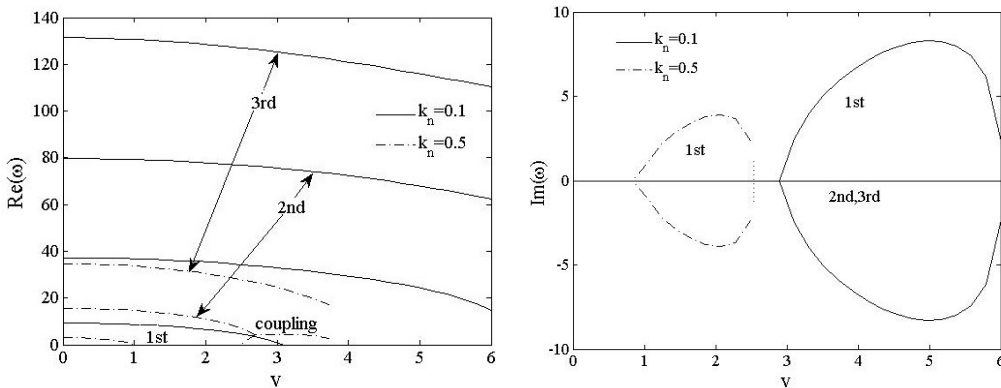 140
120
100
80
60
40
20
0
Re(ω)
3rd
k_n=0.1
k_n=0.5
2nd
coupling
1st
0 1 2 3 4 5 6
v
10
5
0
-5
-10
Im(ω)
k_n=0.1
k_n=0.5
1st
1st
2nd,3rd
0 1 2 3 4 5 6
v